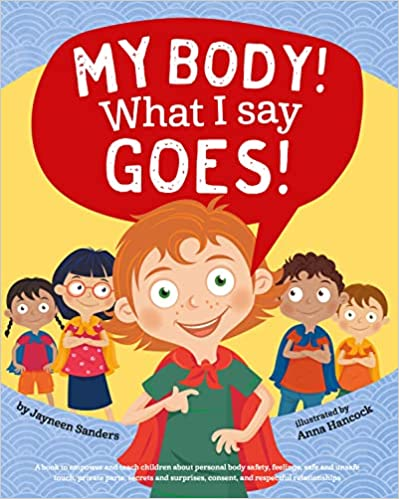 MY BODY!
What I say
GOES!
by Jayneen Sanders
illustrated by
Anna Hancock
A book to empower and teach children about personal body safety, feelings, safe and unsafe
touch, private parts, secrets and surprises, consent, and respectful relationships